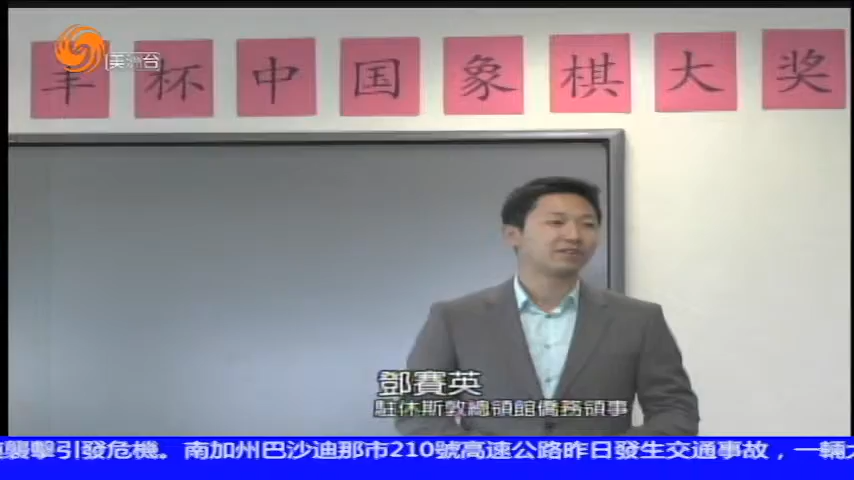 美洲台
丰杯中国象棋大奖
鄧賽英
駐休斯敦總領館僑務領事
襲擊引發危機。南加州巴沙迪那市210號高速公路昨日發生交通事故，一輛